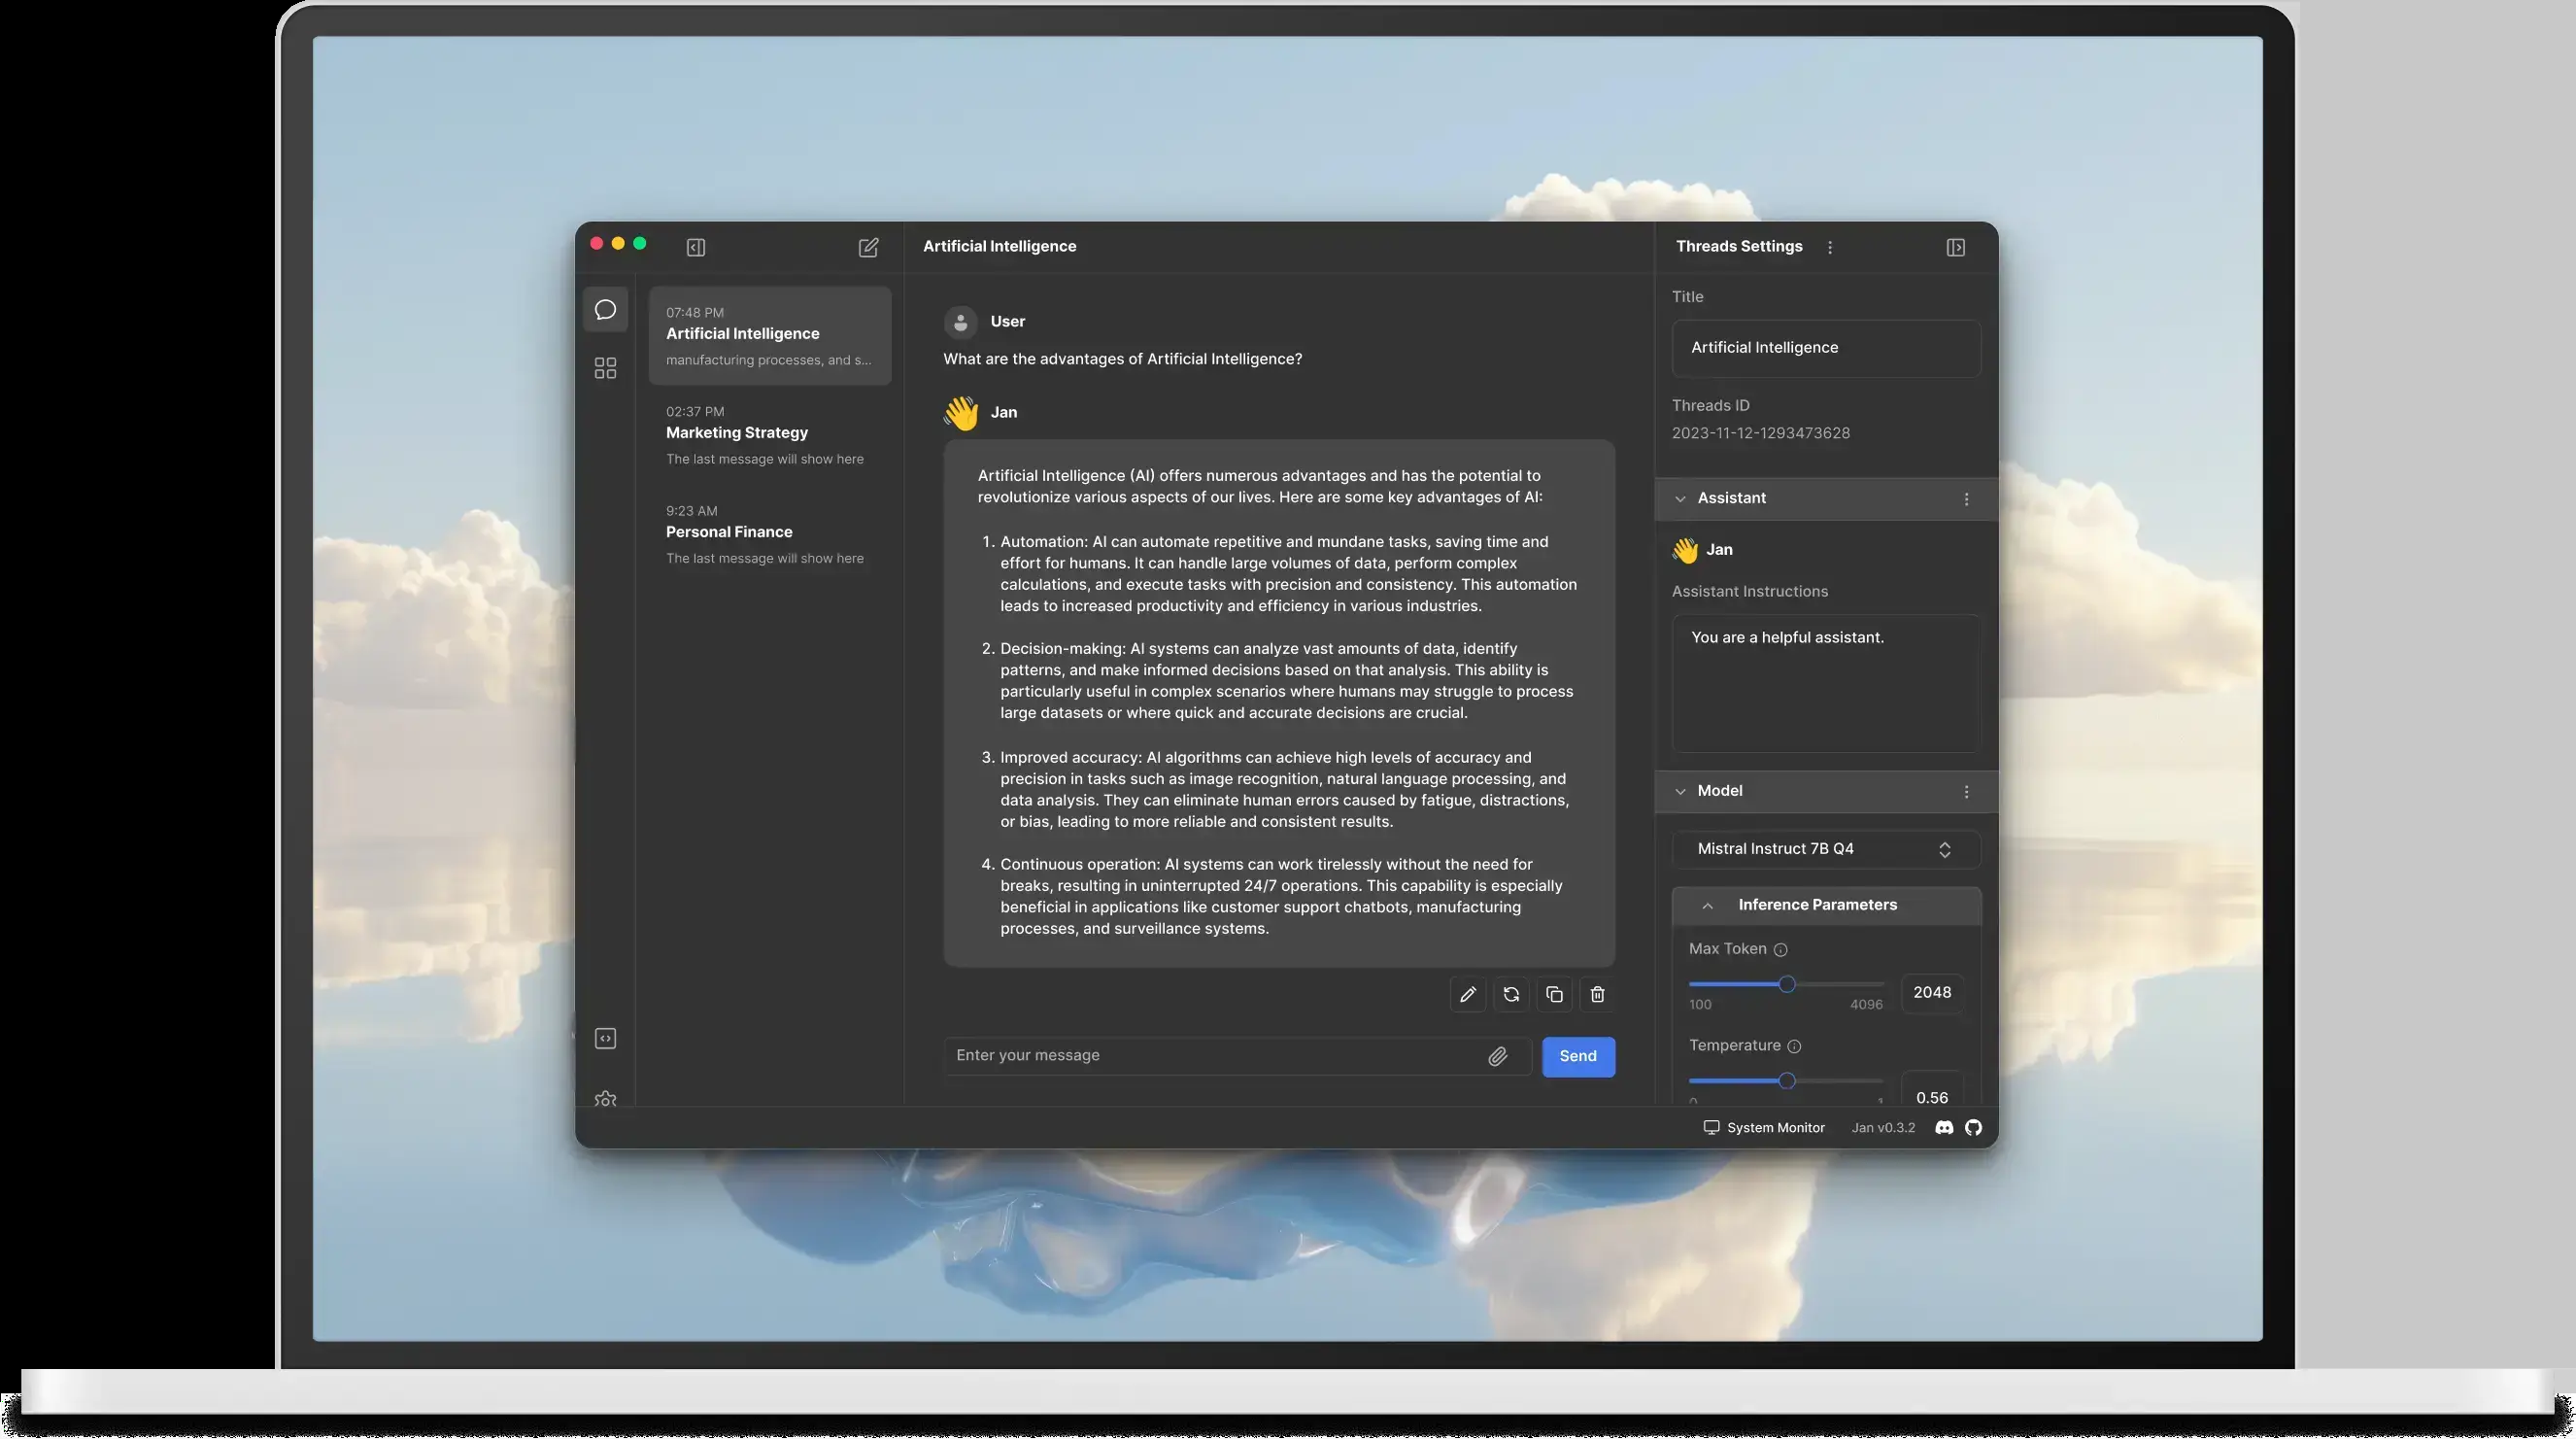 Artificial Intelligence
Threads Settings
07:48 PM
Artificial Intelligence
manufacturing processes, and s...
02:37 PM
Marketing Strategy
The last message will show here
9:23 AM
Personal Finance
The last message will show here
User
What are the advantages of Artificial Intelligence?
Jan
Artificial Intelligence (AI) offers numerous advantages and has the potential to
revolutionize various aspects of our lives. Here are some key advantages of AI:
1. Automation: AI can automate repetitive and mundane tasks, saving time and
effort for humans. It can handle large volumes of data, perform complex
calculations, and execute tasks with precision and consistency. This automation
leads to increased productivity and efficiency in various industries.
2. Decision-making: AI systems can analyze vast amounts of data, identify
patterns, and make informed decisions based on that analysis. This ability is
particularly useful in complex scenarios where humans may struggle to process
large datasets or where quick and accurate decisions are crucial.
3. Improved accuracy: AI algorithms can achieve high levels of accuracy and
precision in tasks such as image recognition, natural language processing, and
data analysis. They can eliminate human errors caused by fatigue, distractions,
or bias, leading to more reliable and consistent results.
4. Continuous operation: AI systems can work tirelessly without the need for
breaks, resulting in uninterrupted 24/7 operations. This capability is especially
beneficial in applications like customer support chatbots, manufacturing
processes, and surveillance systems.
Enter your message
Send
Title
Artificial Intelligence
Threads ID
2023-11-12-1293473628
Assistant
Jan
Assistant Instructions
You are a helpful assistant.
Model
Mistral Instruct 7B Q4
Inference Parameters
Max Token
2048
100 4096
Temperature
0.56
0 1
System Monitor
Jan v0.3.2